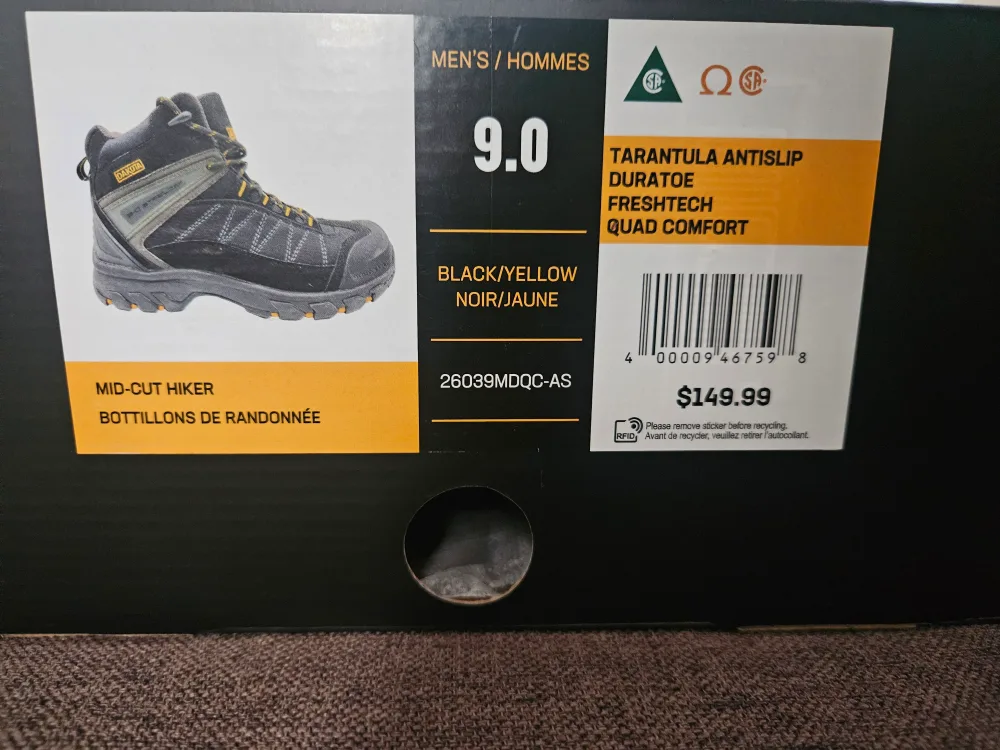 DAKOTA
MID-CUT HIKER
BOTTILLONS DE RANDONNÉE
MEN'S / HOMMES
9.0
BLACK/YELLOW
NOIR/JAUNE
26039MDQC-AS
CSA
Ω CSA
TARANTULA ANTISLIP
DURATOE
FRESHTECH
QUAD COMFORT
4 00009 46759 8
$149.99
RFID
Please remove sticker before recycling.
Avant de recycler, veuillez retirer l'autocollant.